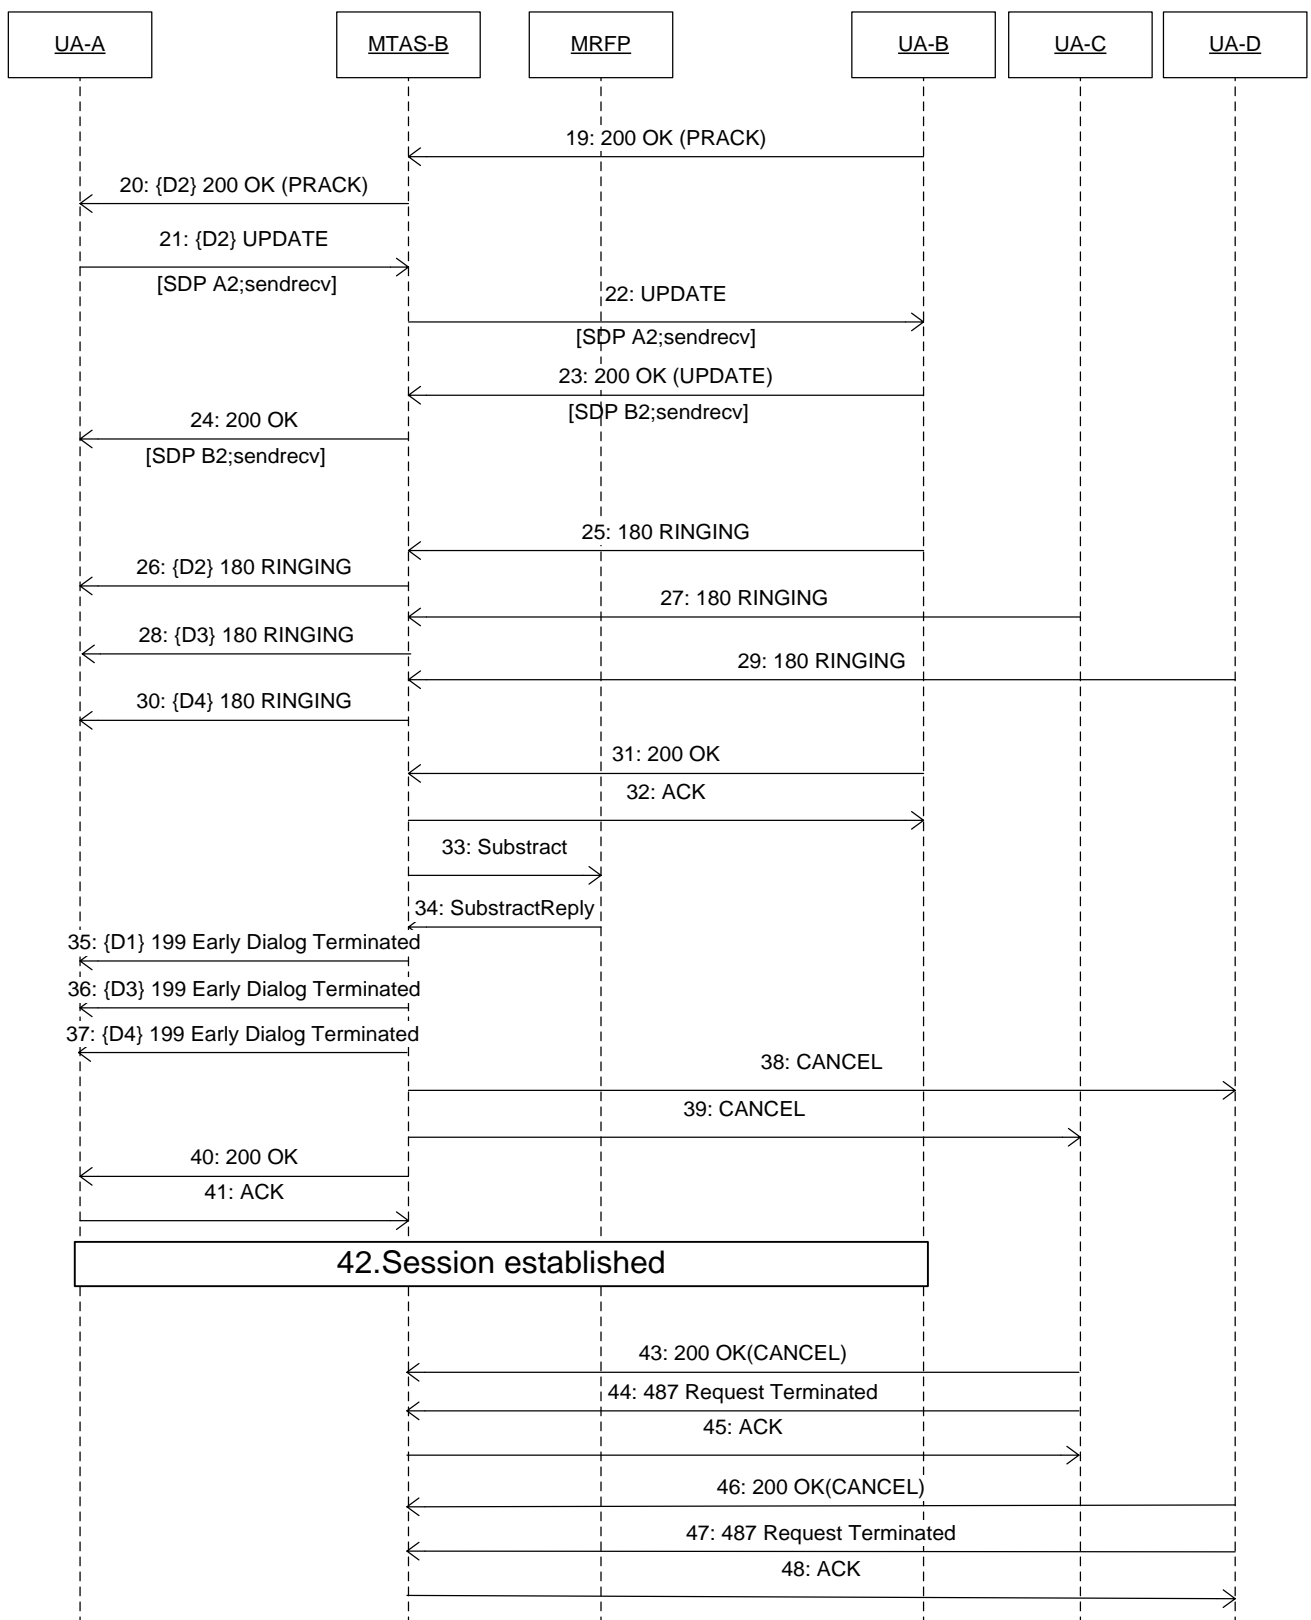 UA-A
MTAS-B
MRFP
UA-B
UA-C
UA-D
19: 200 OK (PRACK)
20: {D2} 200 OK (PRACK)
21: {D2} UPDATE
[SDP A2;sendrecv]
22: UPDATE
[SDP A2;sendrecv]
23: 200 OK (UPDATE)
[SDP B2;sendrecv]
24: 200 OK
[SDP B2;sendrecv]
25: 180 RINGING
26: {D2} 180 RINGING
27: 180 RINGING
28: {D3} 180 RINGING
29: 180 RINGING
30: {D4} 180 RINGING
31: 200 OK
32: ACK
33: Substract
34: SubstractReply
35: {D1} 199 Early Dialog Terminated
36: {D3} 199 Early Dialog Terminated
37: {D4} 199 Early Dialog Terminated
38: CANCEL
39: CANCEL
40: 200 OK
41: ACK
42.Session established
43: 200 OK(CANCEL)
44: 487 Request Terminated
45: ACK
46: 200 OK(CANCEL)
47: 487 Request Terminated
48: ACK